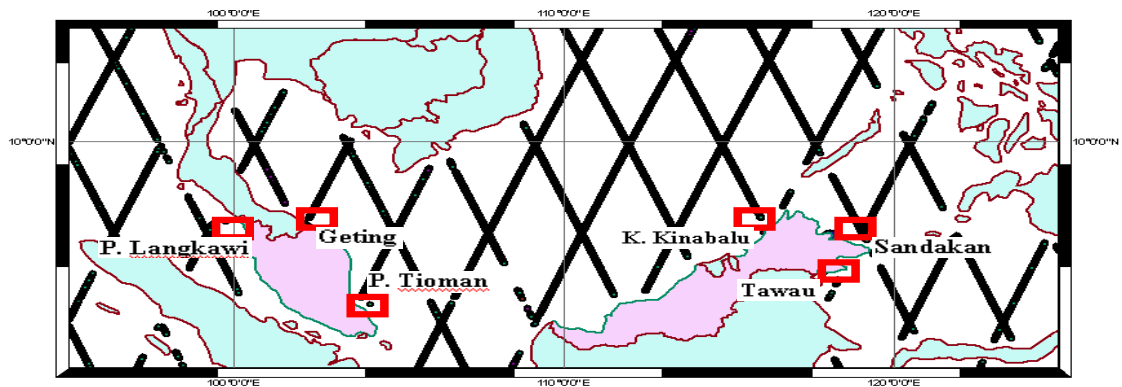 100°0'0"E 110°0'0"E 120°0'0"E
10°0'0"N 10°0'0"N
P. Langkawi
Geting
P. Tioman
K. Kinabalu
Sandakan
Tawau
100°0'0"E 110°0'0"E 120°0'0"E